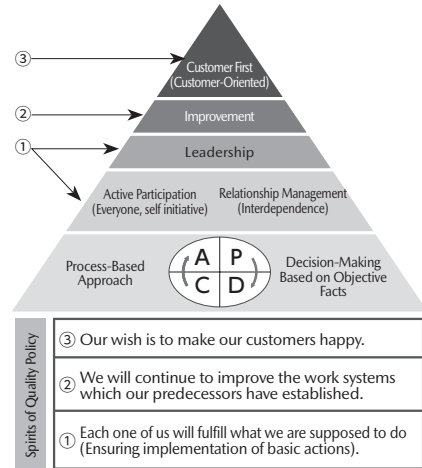 ③
Customer First
(Customer-Oriented)
②
Improvement
①
Leadership
Active Participation
(Everyone, self initiative)
Relationship Management
(Interdependence)
Process-Based
Approach
A P
C D
Decision-Making
Based on Objective
Facts
Spirits of Quality Policy
③ Our wish is to make our customers happy.
② We will continue to improve the work systems
which our predecessors have established.
① Each one of us will fulfill what we are supposed to do
(Ensuring implementation of basic actions).